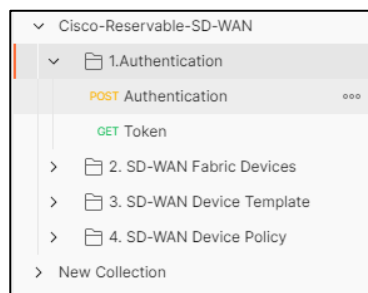 Cisco-Reservable-SD-WAN
1.Authentication
POST Authentication
GET Token
2. SD-WAN Fabric Devices
3. SD-WAN Device Template
4. SD-WAN Device Policy
New Collection